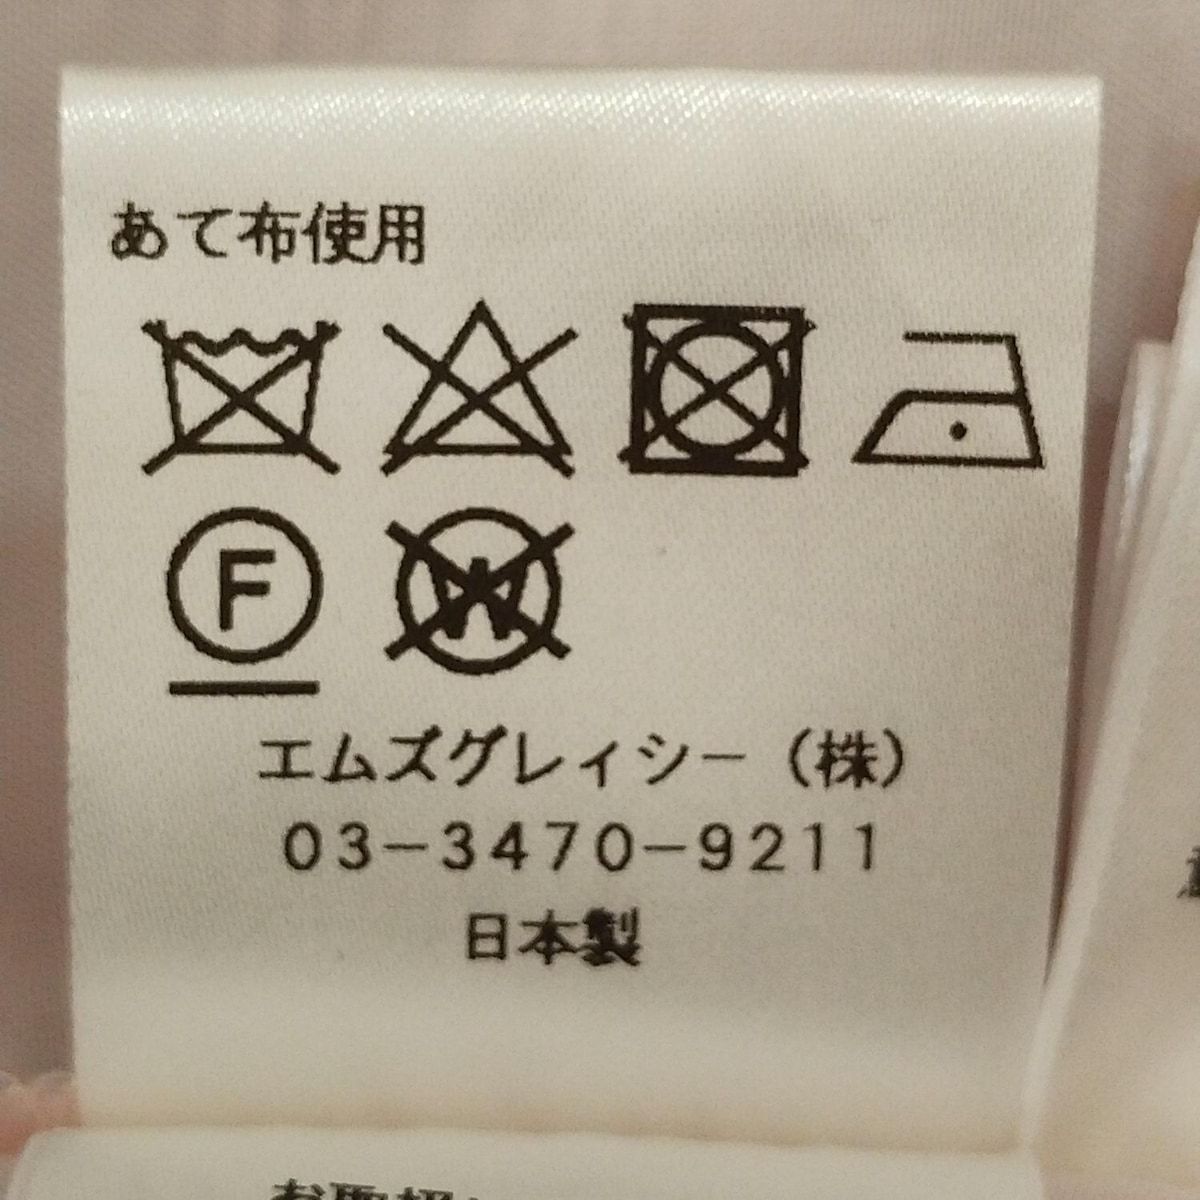 あて布使用
F
W
エムズグレィシー（株）
03-3470-9211
日本製